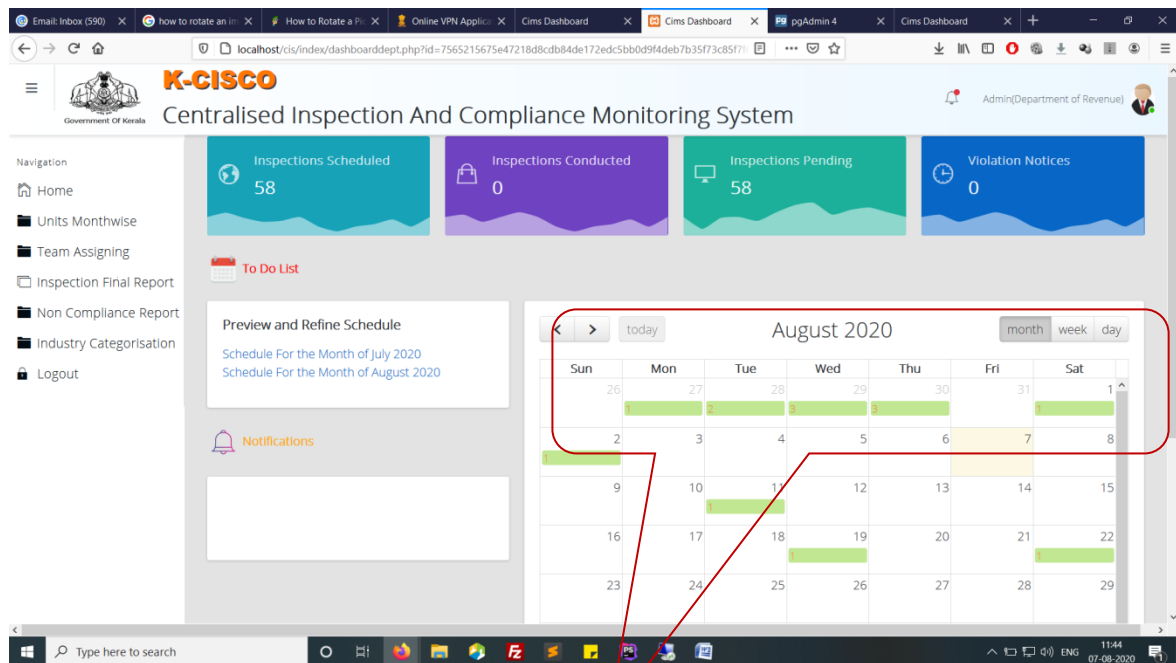 Email: Inbox (590)
how to rotate an im
How to Rotate a Pic
Online VPN Applicat
Cims Dashboard
Cims Dashboard
pgAdmin 4
Cims Dashboard
localhost/cis/index/dashboarddept.php?id=7565215675e47218d8cdb84de172edc5bb0d9f4deb7b35f73c85f7f
K-CISCO
Centralised Inspection And Compliance Monitoring System
Government Of Kerala
Admin(Department of Revenue)
Navigation
Home
Units Monthwise
Team Assigning
Inspection Final Report
Non Compliance Report
Industry Categorisation
Logout
Inspections Scheduled
58
Inspections Conducted
0
Inspections Pending
58
Violation Notices
0
To Do List
Preview and Refine Schedule
Schedule For the Month of July 2020
Schedule For the Month of August 2020
Notifications
today
August 2020
month week day
Sun Mon Tue Wed Thu Fri Sat
26 27 28 29 30 31 1
1 2 3 3 1
2 3 4 5 6 7 8
1
9 10 11 12 13 14 15
1
16 17 18 19 20 21 22
1 1
23 24 25 26 27 28 29
Type here to search
ENG
11:44
07-08-2020